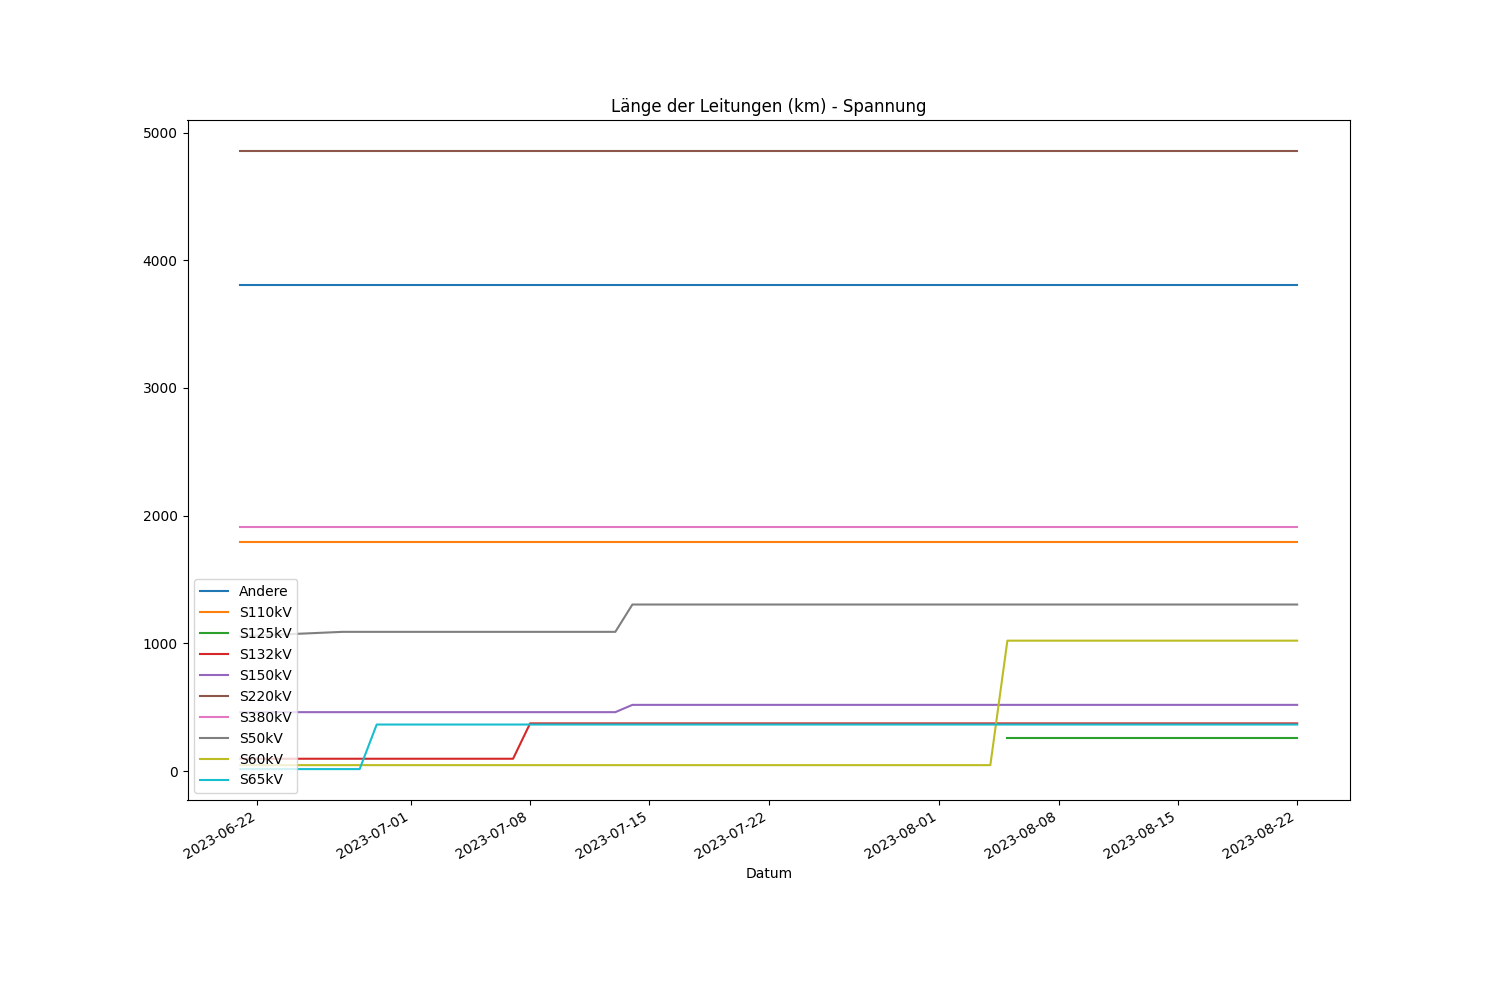 Länge der Leitungen (km) - Spannung
5000
4000
3000
2000
1000
0
Andere
S110kV
S125kV
S132kV
S150kV
S220kV
S380kV
S50kV
S60kV
S65kV
2023-06-22
2023-07-01
2023-07-08
2023-07-15
2023-07-22
2023-08-01
2023-08-08
2023-08-15
2023-08-22
Datum